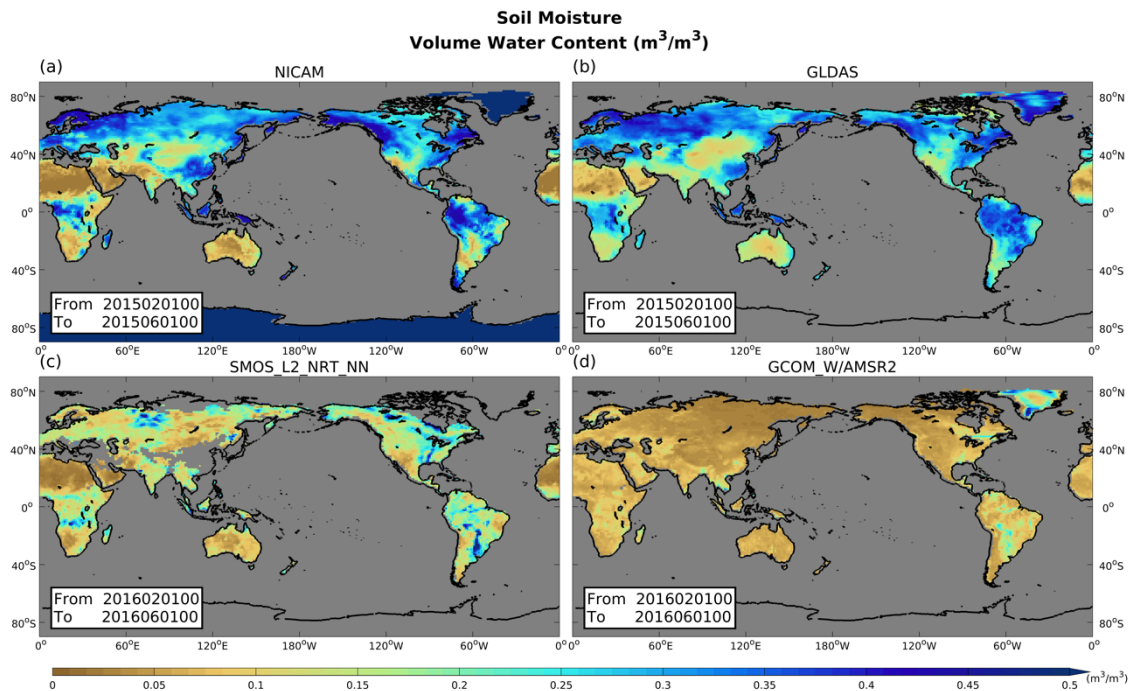 Soil Moisture
Volume Water Content (m³/m³)
(a)
NICAM
(b)
GLDAS
80°N
40°N
0°
40°S
80°S
From 2015020100
To 2015060100
From 2015020100
To 2015060100
80°N
40°N
0°
40°S
80°S
0° 60°E 120°E 180° 120°W 60°W 0°
0° 60°E 120°E 180° 120°W 60°W 0°
(c)
SMOS_L2_NRT_NN
(d)
GCOM_W/AMSR2
80°N
40°N
0°
40°S
80°S
From 2016020100
To 2016060100
From 2016020100
To 2016060100
80°N
40°N
0°
40°S
80°S
0° 60°E 120°E 180° 120°W 60°W 0°
0° 60°E 120°E 180° 120°W 60°W 0°
0 0.05 0.1 0.15 0.2 0.25 0.3 0.35 0.4 0.45 0.5 (m³/m³)